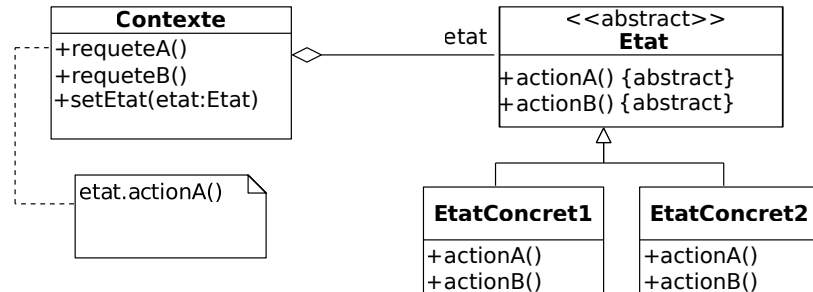 Contexte
+requeteA()
+requeteB()
+setEtat(etat:Etat)
etat.actionA()
etat
<<abstract>>
Etat
+actionA() {abstract}
+actionB() {abstract}
EtatConcret1
+actionA()
+actionB()
EtatConcret2
+actionA()
+actionB()